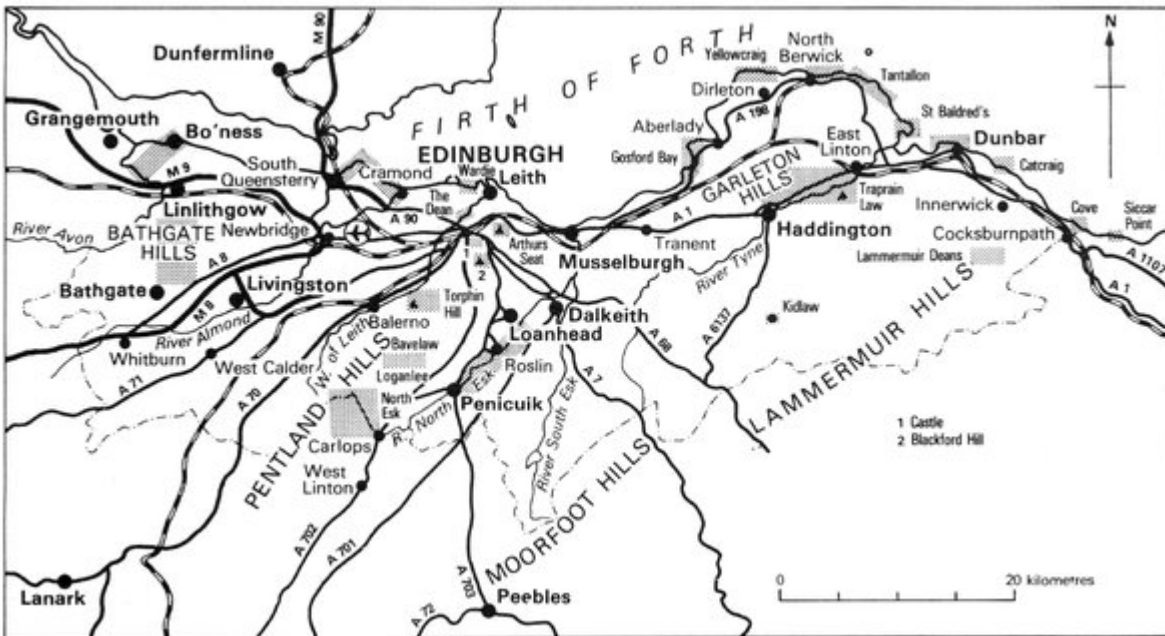 M 90
N
Dunfermline
FIRTH OF FORTH
Yellowcraig
North
Berwick
Tantallon
Dirleton
A 198
St Baldred's
Grangemouth
Bo'ness
Aberlady
East
Linton
Dunbar
EDINBURGH
Gosford Bay
Catcraig
South
Queensferry
Cramond
Wardie
Leith
GARLETON
HILLS
M 9
The
Dean
A 90
Traprain
Law
Linlithgow
A 1
Innerwick
Cove
Siccar
Point
River Avon
Newbridge
BATHGATE
HILLS
Arthurs
Seat
Tranent
Haddington
Cocksburnpath
A 8
1
2
Musselburgh
River Tyne
Lammermuir Deans
A 1107
A 1
Bathgate
Livingston
M 8
Torphin
Hill
Dalkeith
Kidlaw
River Almond
Balerno
Loanhead
A 6137
LAMMERMUIR HILLS
Whitburn
W. of Leith
Bavelaw
Roslin
A 68
A 71
West Calder
Loganlee
A 7
A 70
PENTLAND HILLS
North
Esk
R. North Esk
Penicuik
River South Esk
1 Castle
2 Blackford Hill
Carlops
West
Linton
MOORFOOT HILLS
A 702
A 701
A 703
0
20 kilometres
Lanark
A 72
Peebles